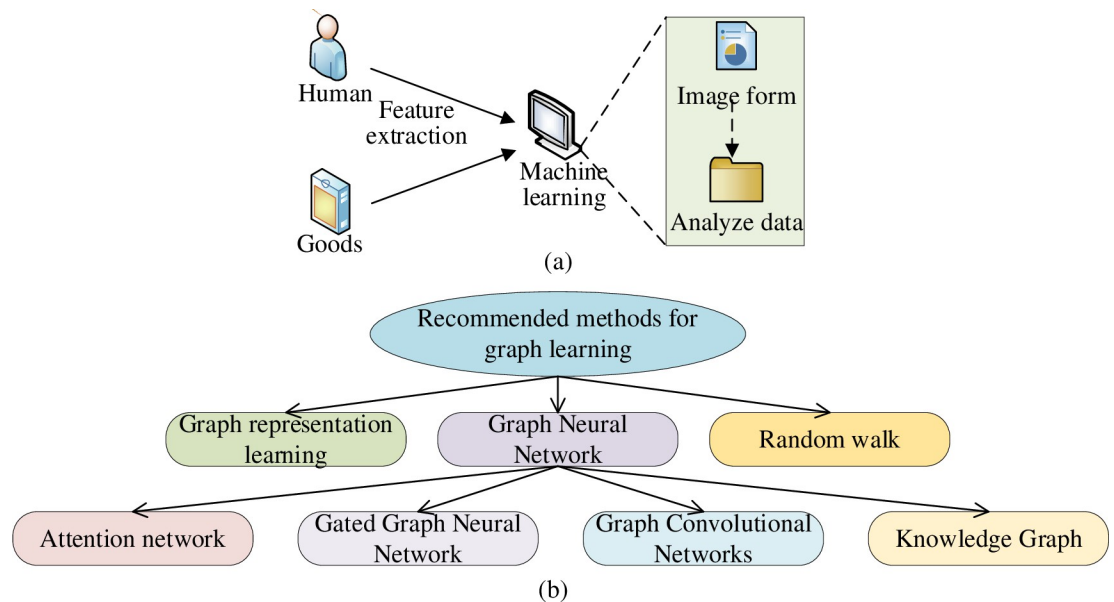 Human
Feature
extraction
Goods
Machine
learning
Image form
Analyze data
(a)
Recommended methods for
graph learning
Graph representation
learning
Graph Neural
Network
Random walk
Attention network
Gated Graph Neural
Network
Graph Convolutional
Networks
Knowledge Graph
(b)